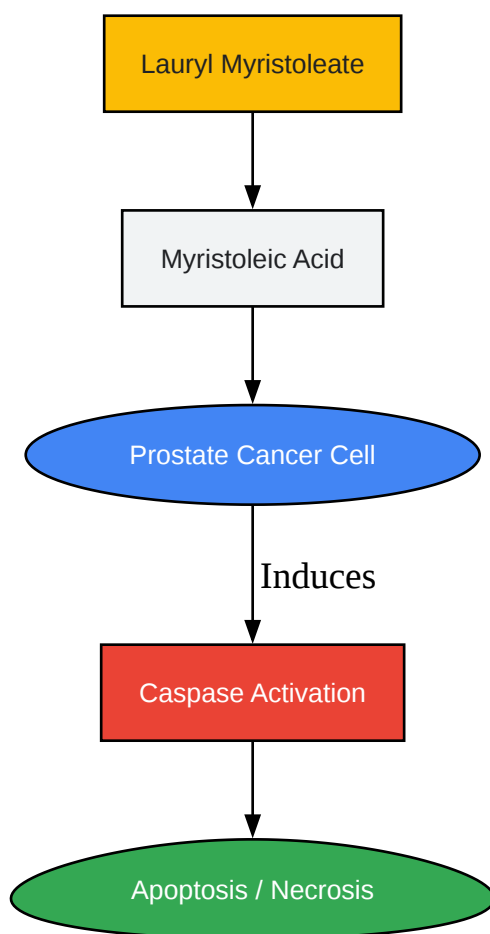 Lauryl Myristoleate
Myristoleic Acid
Prostate Cancer Cell
Induces
Caspase Activation
Apoptosis / Necrosis